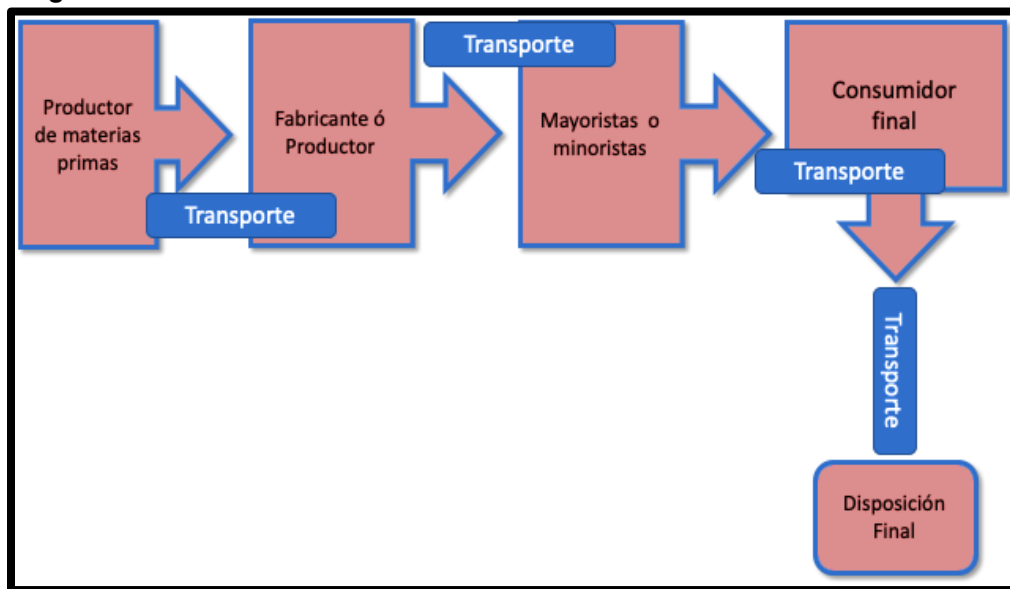 Productor
de materias
primas
Transporte
Fabricante ó
Productor
Transporte
Mayoristas o
minoristas
Consumidor
final
Transporte
Transporte
Disposición
Final